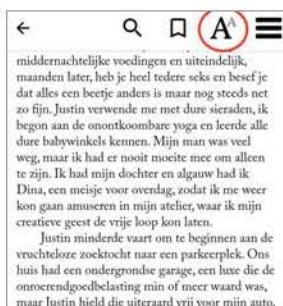 AA
middernachtelijke voedingen en uiteindelijk,
maanden later, heb je heel tedere seks en besef je
dat alles een beetje anders is maar nog steeds net
zo fijn. Justin verwende me met dure sieraden, ik
begon aan de onontkoombare yoga en leerde alle
dure babywinkels kennen. Mijn man was veel
weg, maar ik had er nooit moeite mee om alleen
te zijn. Ik had mijn dochter en algauw had ik
Dina, een meisje voor overdag, zodat ik me weer
kon gaan amuseren in mijn atelier, waar ik mijn
creatieve geest de vrije loop kon laten.
Justin minderde vaart om te beginnen aan de
vruchteloze zoektocht naar een parkeerplek. Ons
huis had een ondergrondse garage, een luxe die de
onroerendgoedbelasting min of meer waard was,
maar Justin hield die uiteraard vrij voor mijn auto.